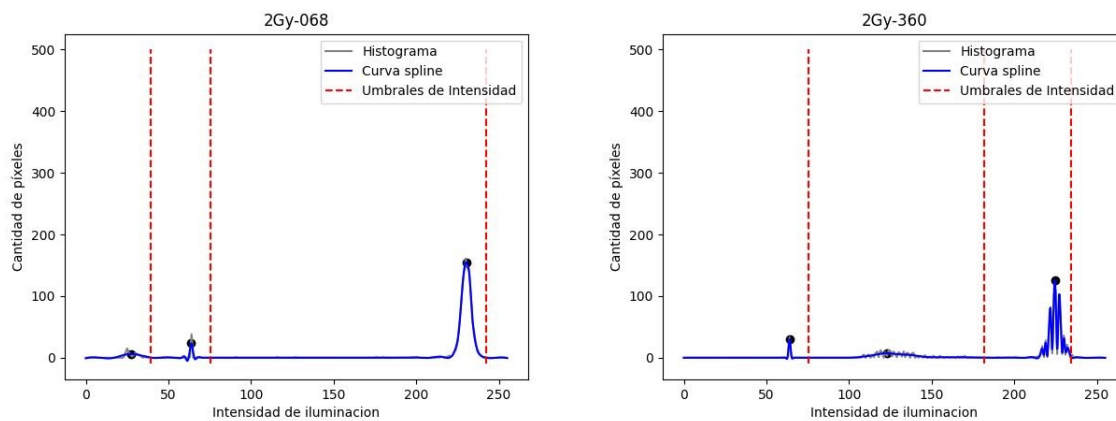 2Gy-068
500
400
300
200
100
0
Cantidad de píxeles
0 50 100 150 200 250
Intensidad de iluminacion
Histograma
Curva spline
Umbrales de Intensidad
2Gy-360
500
400
300
200
100
0
Cantidad de píxeles
0 50 100 150 200 250
Intensidad de iluminacion
Histograma
Curva spline
Umbrales de Intensidad